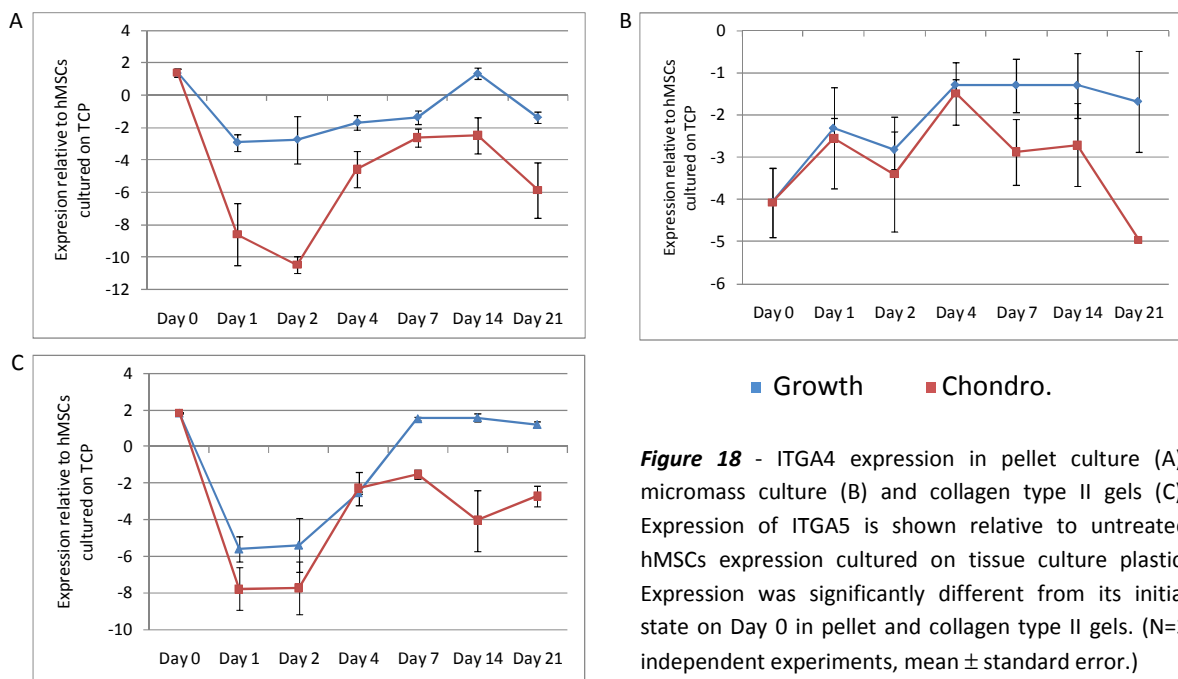 A
Expression relative to hMSCs
cultured on TCP
4
2
0
-2
-4
-6
-8
-10
-12
Day 0 Day 1 Day 2 Day 4 Day 7 Day 14 Day 21
B
Expression relative to hMSCs
cultured on TCP
0
-1
-2
-3
-4
-5
-6
Day 0 Day 1 Day 2 Day 4 Day 7 Day 14 Day 21
C
Expression relative to hMSCs
cultured on TCP
4
2
0
-2
-4
-6
-8
-10
Day 0 Day 1 Day 2 Day 4 Day 7 Day 14 Day 21
Growth Chondro.
Figure 18 - ITGA4 expression in pellet culture (A)
micromass culture (B) and collagen type II gels (C)
Expression of ITGA5 is shown relative to untreated
hMSCs expression cultured on tissue culture plastic
Expression was significantly different from its initia
state on Day 0 in pellet and collagen type II gels. (N=
independent experiments, mean ± standard error.)